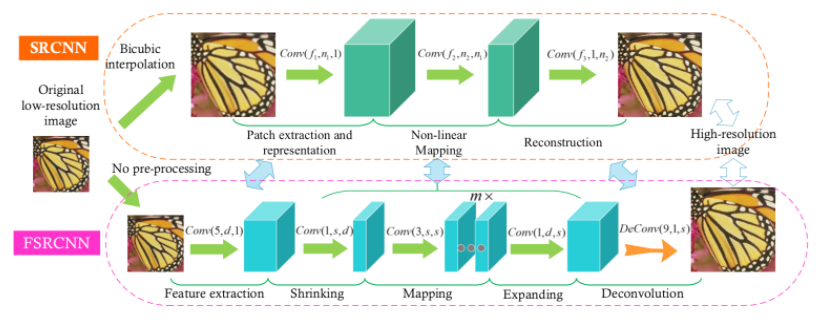 SRCNN
Bicubic
interpolation
Conv(f₁,n₁,1)
Conv(f₂,n₂,n₁)
Conv(f₃,1,n₂)
Original
low-resolution
image
Patch extraction and
representation
Non-linear
Mapping
Reconstruction
High-resolution
image
No pre-processing
m×
FSRCNN
Conv(5,d,1)
Conv(1,s,d)
Conv(3,s,s)
Conv(1,d,s)
DeConv(9,1,s)
Feature extraction
Shrinking
Mapping
Expanding
Deconvolution